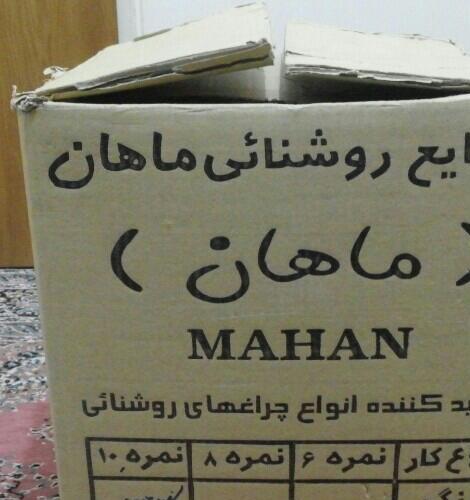 روشنائی ماهان
( ماهان )
MAHAN
کننده انواع چراغهای روشنائی
کار نمره ۶ نمره ۸ نمره ۱۰